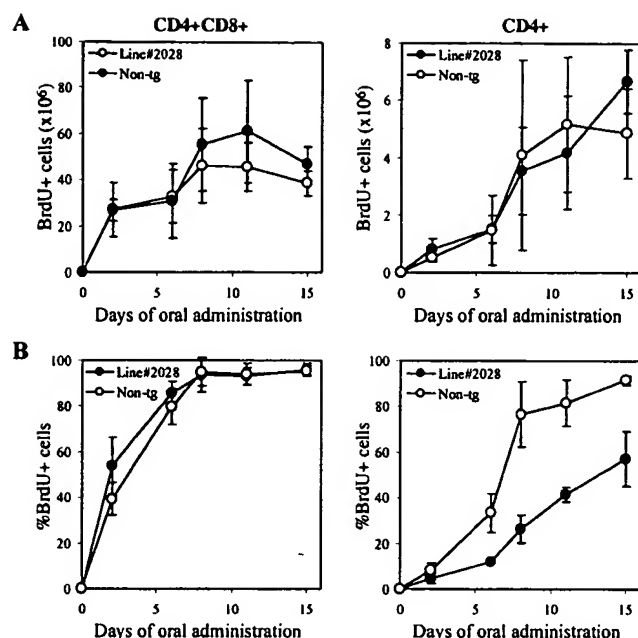 A
CD4+CD8+
CD4+
BrdU+ cells (x10⁶)
100
80
60
40
20
0
Line#2028
Non-tg
0
5
10
15
Days of oral administration
BrdU+ cells (x10⁶)
8
6
4
2
0
Line#2028
Non-tg
0
5
10
15
Days of oral administration
B
%BrdU+ cells
100
80
60
40
20
0
Line#2028
Non-tg
0
5
10
15
Days of oral administration
%BrdU+ cells
100
80
60
40
20
0
Line#2028
Non-tg
0
5
10
15
Days of oral administration